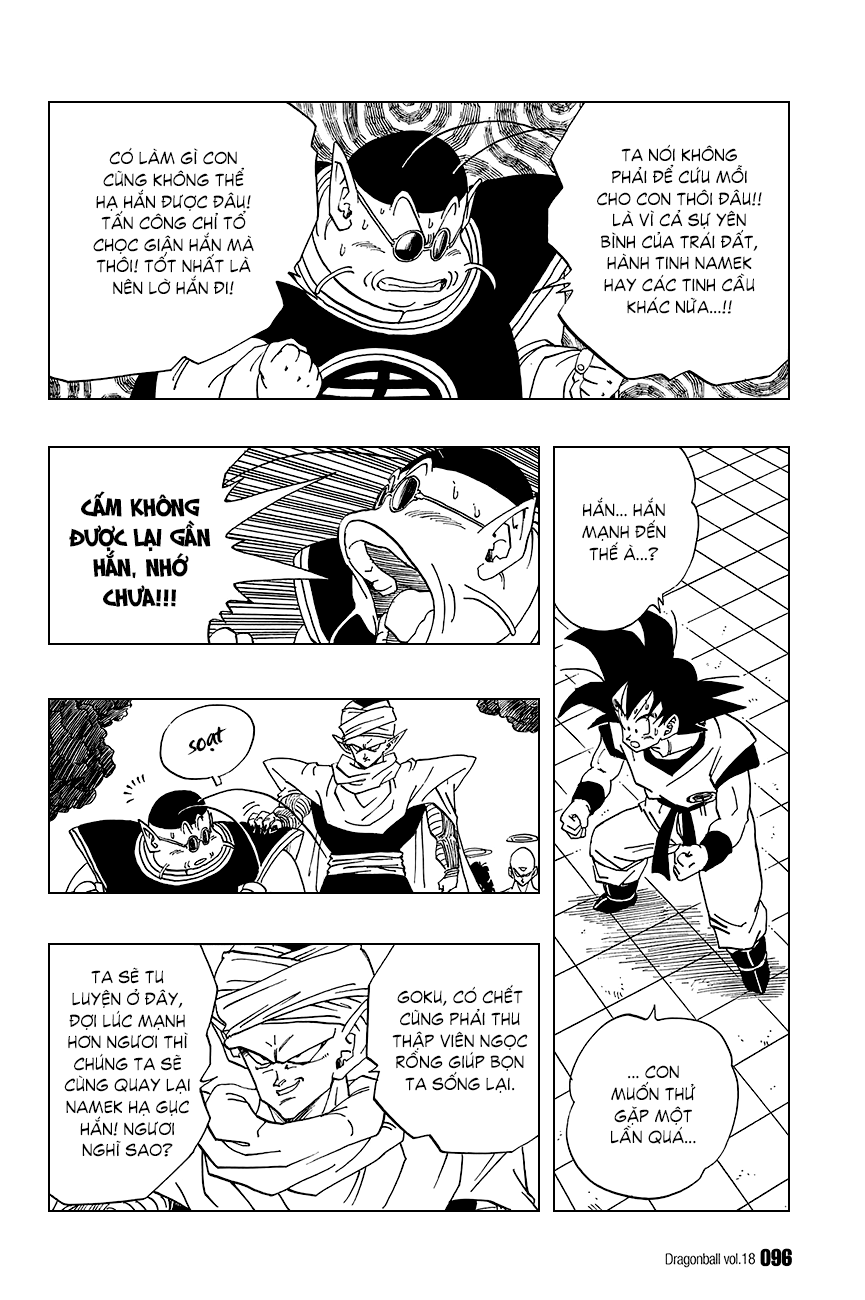 TA NÓI KHÔNG
PHẢI ĐỂ CỨU MỖI
CHO CON THÔI ĐÂU!!
LÀ VÌ CẢ SỰ YÊN
BÌNH CỦA TRÁI ĐẤT,
HÀNH TINH NAMEK
HAY CÁC TINH CẦU
KHÁC NỮA...!!
CÓ LÀM GÌ CON
CŨNG KHÔNG THỂ
HẠ HẮN ĐƯỢC ĐÂU!
TẤN CÔNG CHỈ TỔ
CHỌC GIẬN HẮN MÀ
THÔI! TỐT NHẤT LÀ
NÊN LỜ HẮN ĐI!
HẮN... HẮN
MẠNH ĐẾN
THẾ À...?
... CON
MUỐN THỬ
GẶP MỘT
LẦN QUÁ...
CẤM KHÔNG
ĐƯỢC LẠI GẦN
HẮN, NHỚ
CHƯA!!!
soạt
GOKU, CÓ CHẾT
CŨNG PHẢI THU
THẬP VIÊN NGỌC
RỒNG GIÚP BỌN
TA SỐNG LẠI.
TA SẼ TU
LUYỆN Ở ĐÂY,
ĐỢI LÚC MẠNH
HƠN NGƯƠI THÌ
CHÚNG TA SẼ
CÙNG QUAY LẠI
NAMEK HẠ GỤC
HẮN! NGƯƠI
NGHĨ SAO?
Dragonball vol.18 096